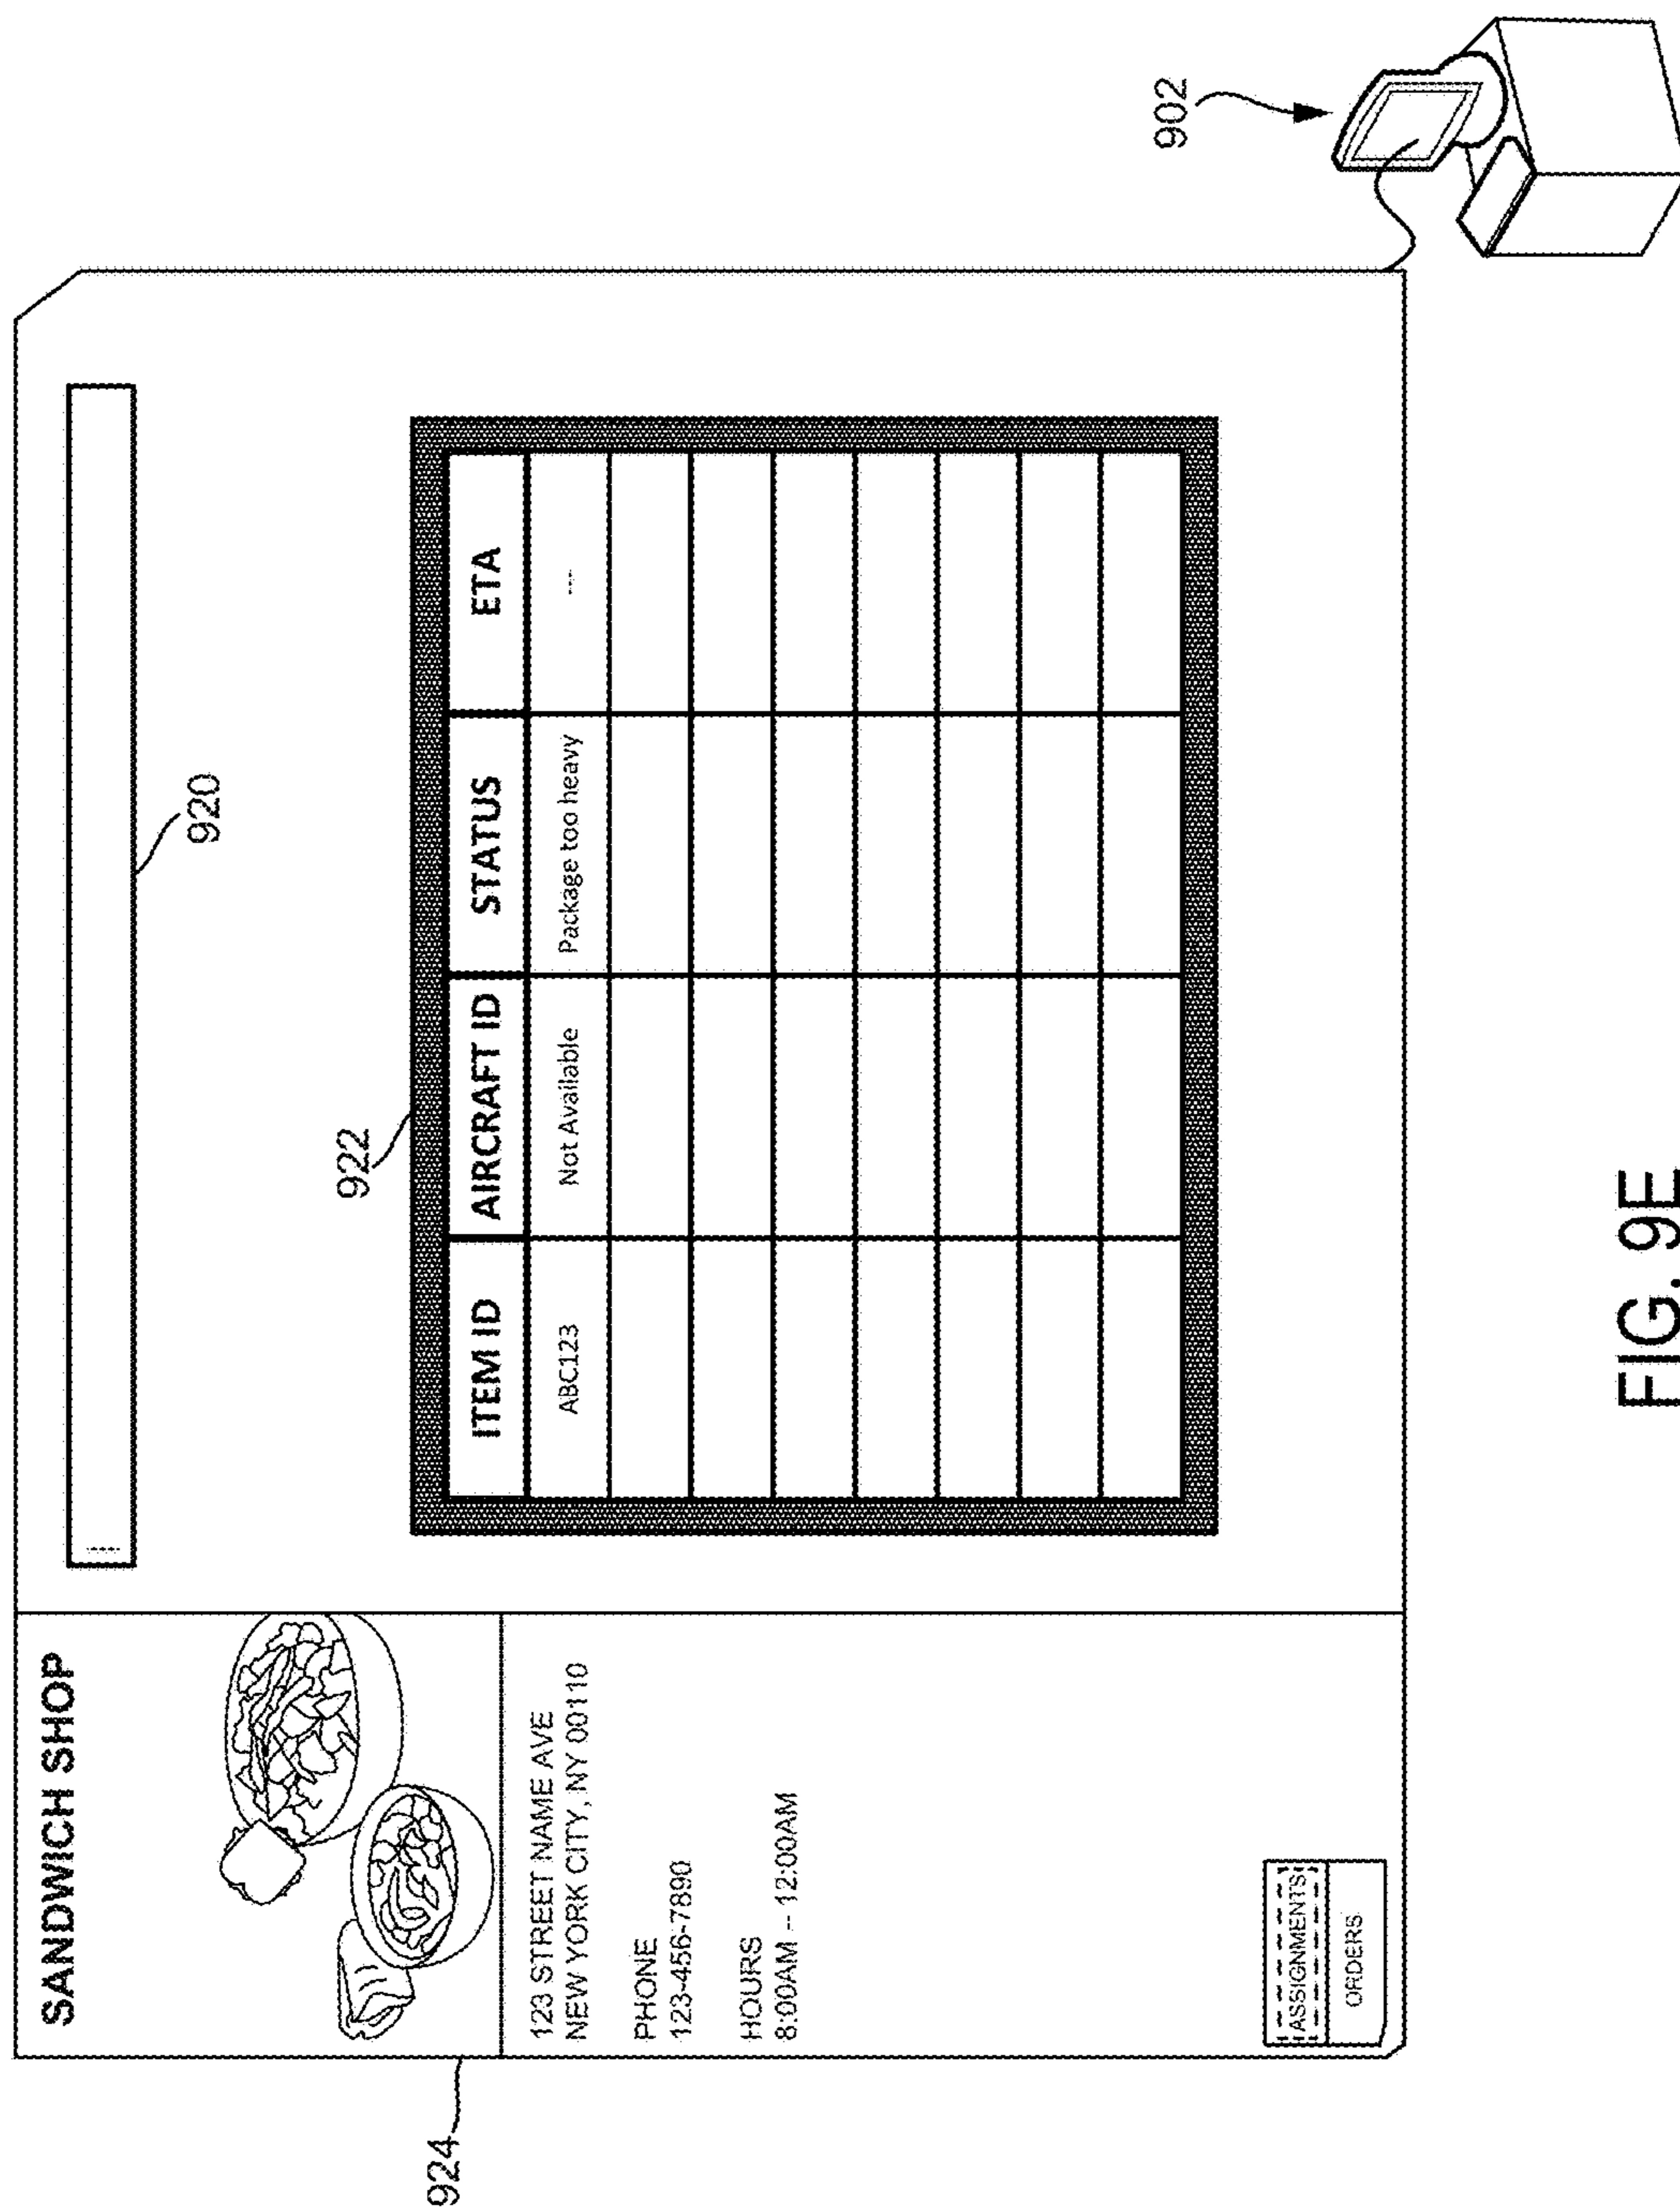 SANDWICH SHOP
924
123 STREET NAME AVE
NEW YORK CITY, NY 00110
PHONE
123-456-7890
HOURS
8:00AM -- 12:00AM
ASSIGNMENTS
ORDERS
920
922
ITEM ID AIRCRAFT ID STATUS ETA
ABC123 Not Available Package too heavy ---
902
FIG. 9E